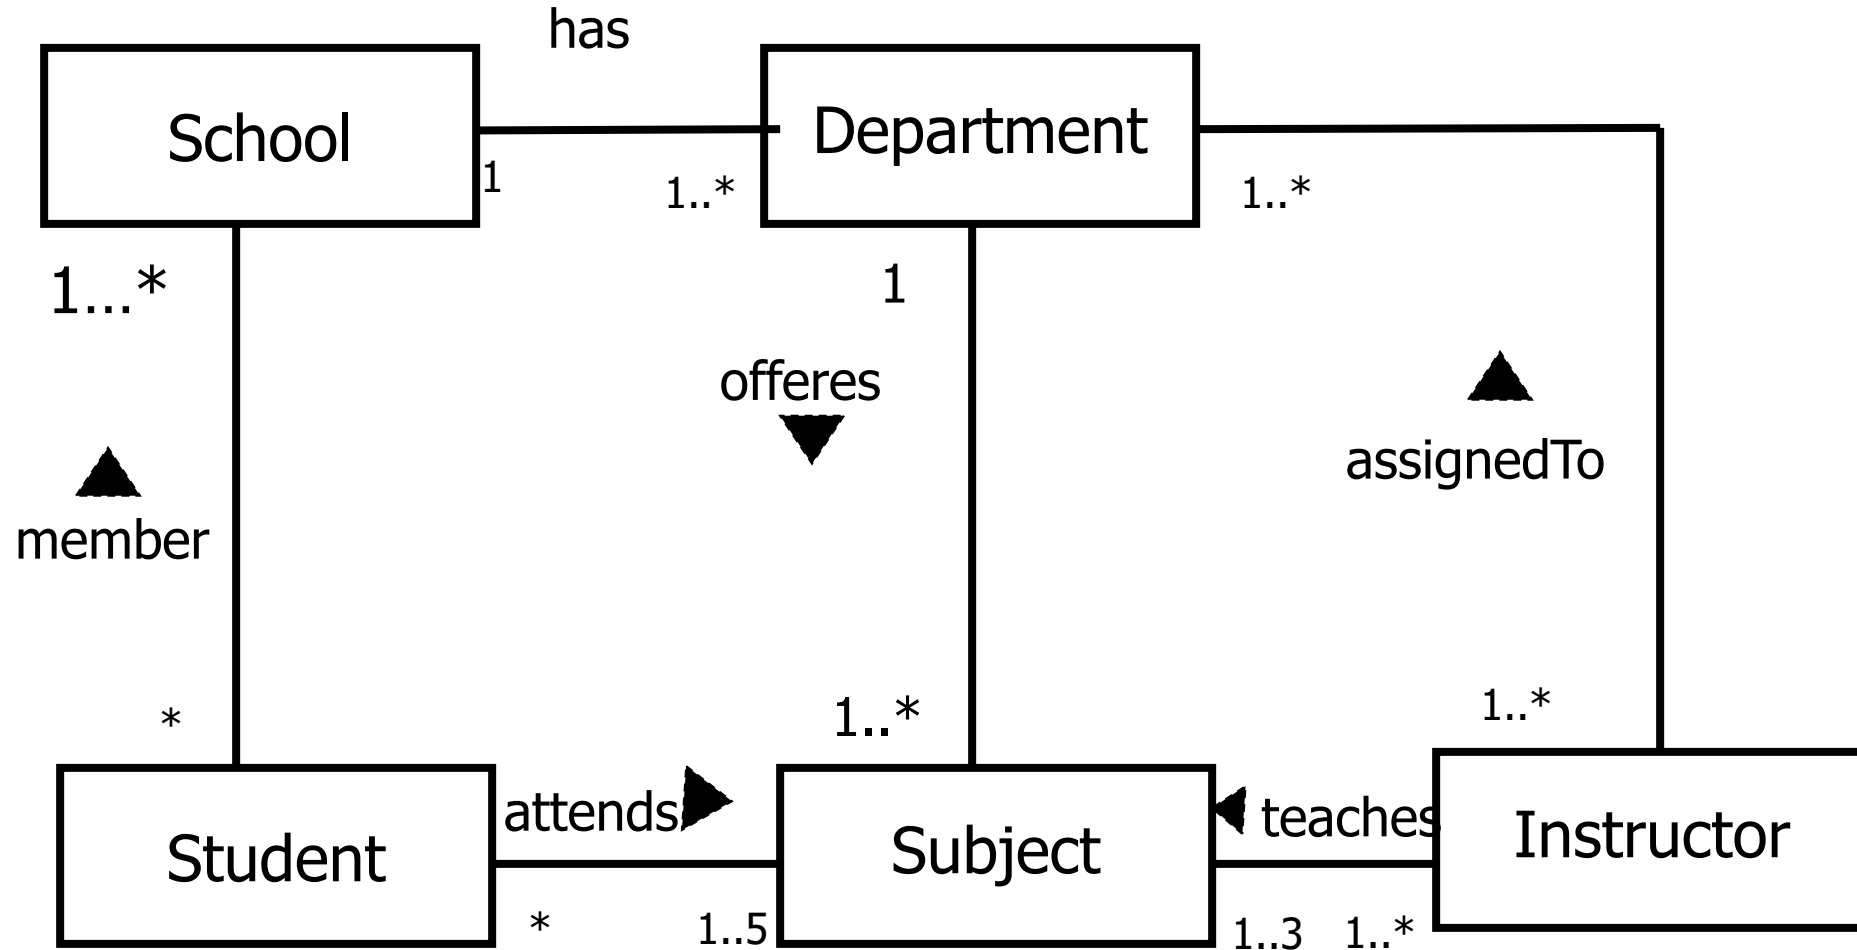 has
School
Department
1
1..*
1..*
1...*
1
offeres
assignedTo
member
*
1..*
1..*
attends
teaches
Student
Subject
Instructor
*
1..5
1..3
1..*